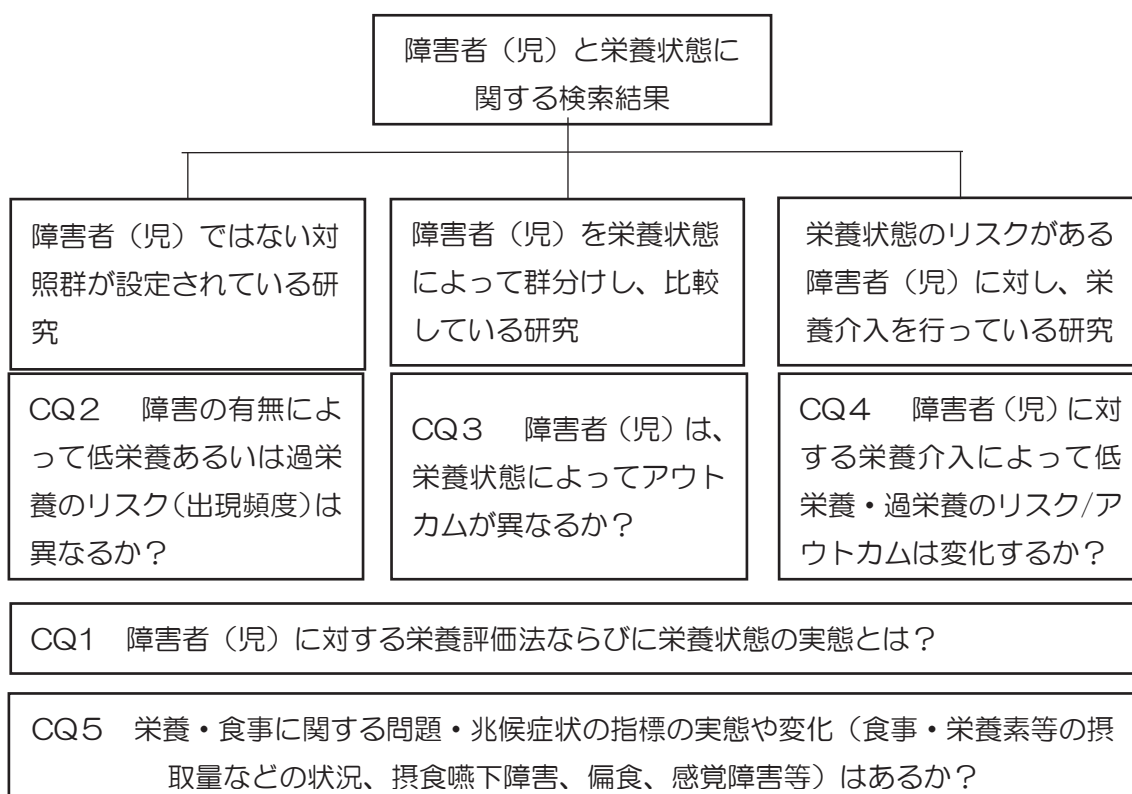 障害者（児）と栄養状態に
関する検索結果
障害者（児）ではない対
照群が設定されている研
究
障害者（児）を栄養状態
によって群分けし、比較
している研究
栄養状態のリスクがある
障害者（児）に対し、栄
養介入を行っている研究
CQ２　障害の有無によ
って低栄養あるいは過栄
養のリスク（出現頻度）は
異なるか？
CQ３　障害者（児）は、
栄養状態によってアウト
カムが異なるか？
CQ４　障害者（児）に対
する栄養介入によって低
栄養・過栄養のリスク/ア
ウトカムは変化するか？
CQ１　障害者（児）に対する栄養評価法ならびに栄養状態の実態とは？
CQ５　栄養・食事に関する問題・兆候症状の指標の実態や変化（食事・栄養素等の摂
取量などの状況、摂食嚥下障害、偏食、感覚障害等）はあるか？